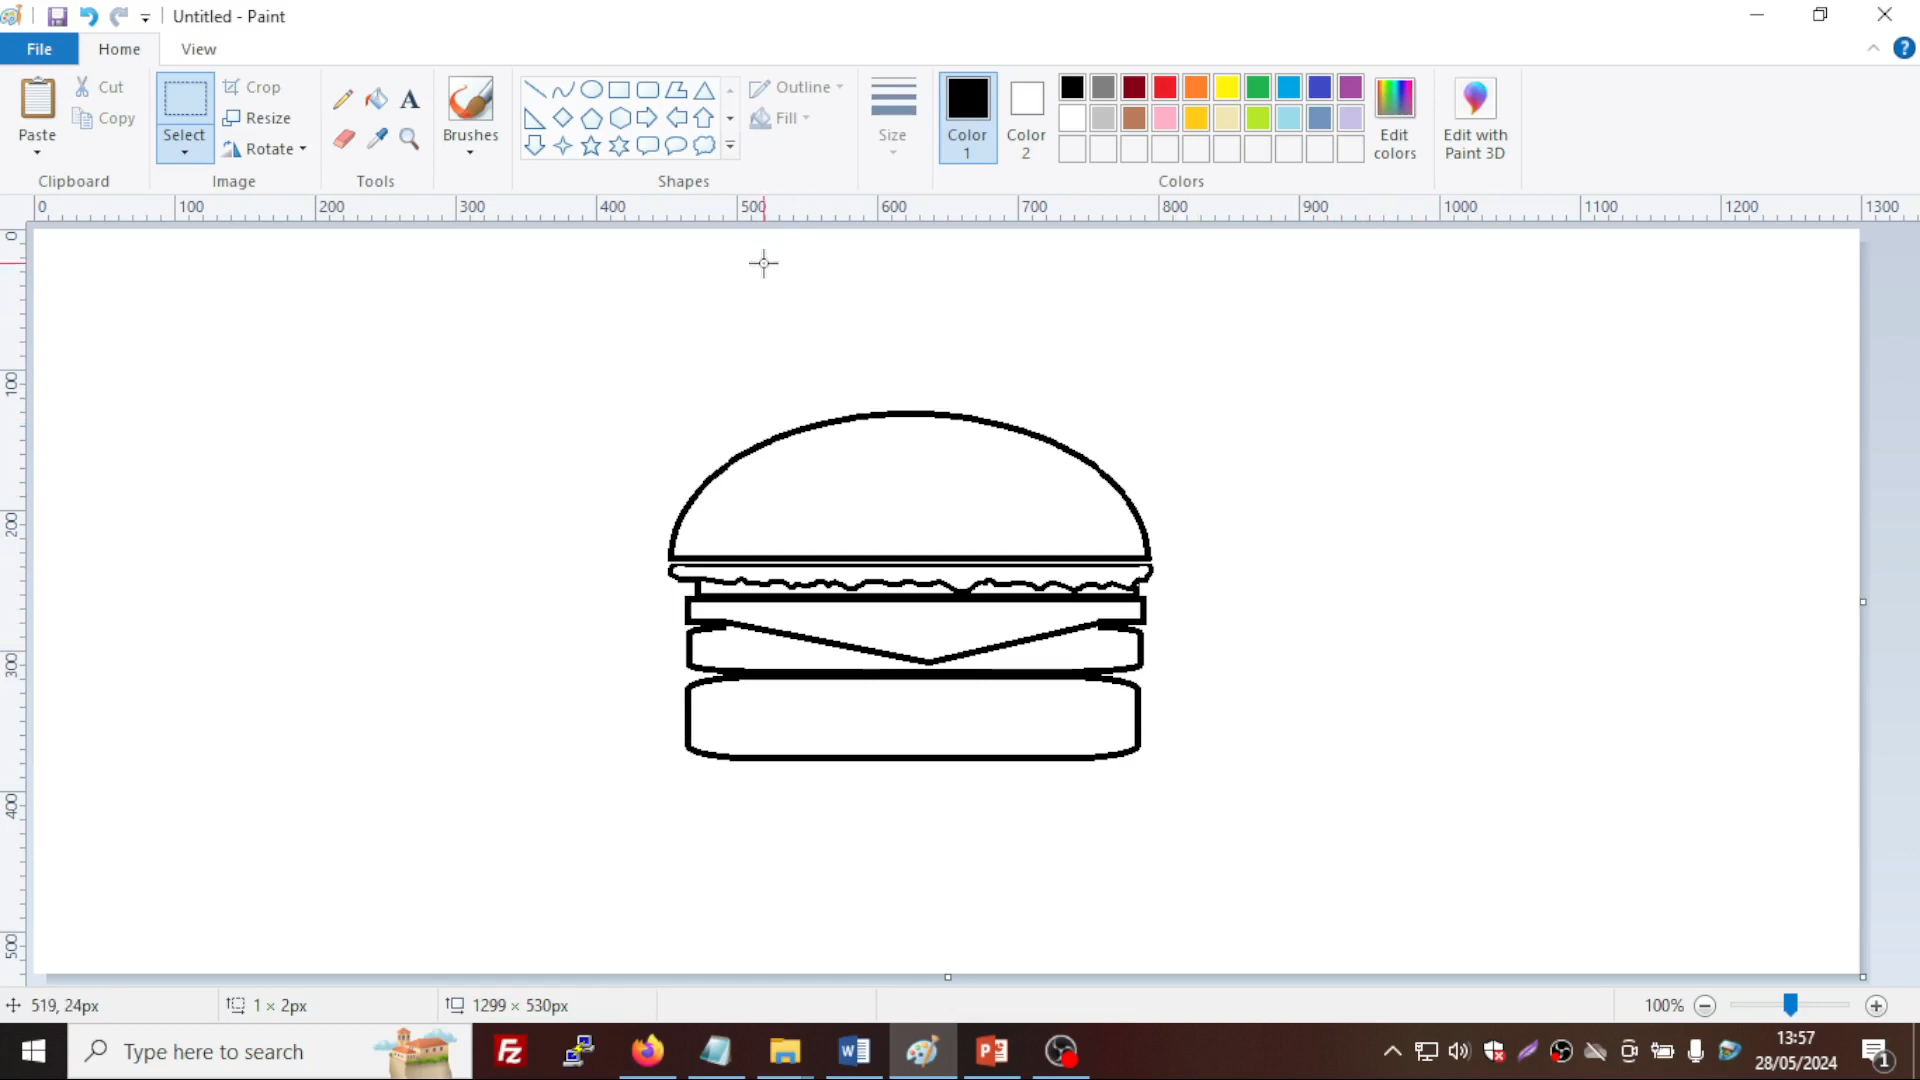 Untitled - Paint
File Home View
Paste
Cut
Copy
Clipboard
Select
Crop
Resize
Rotate
Image
A
Tools
Brushes
Shapes
Outline
Fill
Size
Color 1
Color 2
Edit colors
Colors
Edit with Paint 3D
?
0 100 200 300 400 500 600 700 800 900 1000 1100 1200 1300
0
100
200
300
400
500
519, 24px
1 × 2px
1299 × 530px
100%
Type here to search
Fz
W
P
13:57
28/05/2024
1